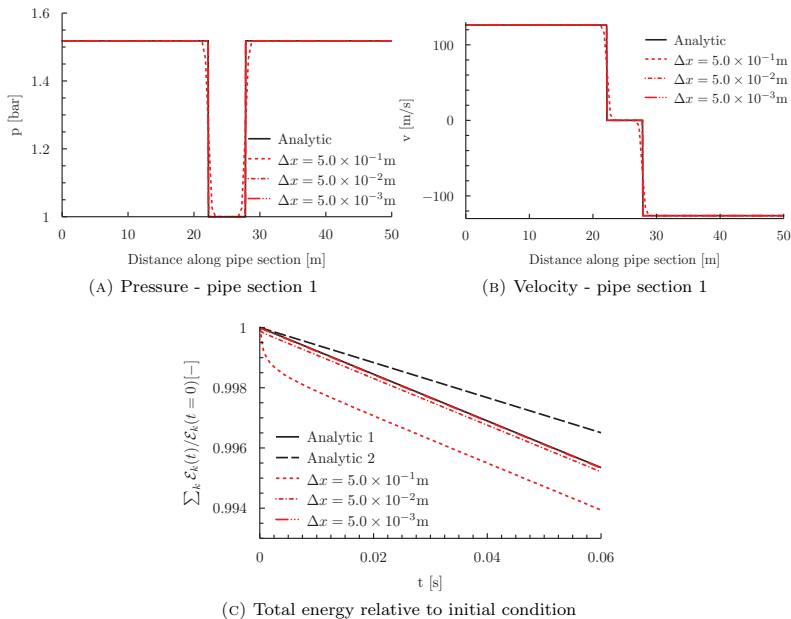 1.6
1.4
1.2
1
p [bar]
Analytic
Δx = 5.0 × 10⁻¹m
Δx = 5.0 × 10⁻²m
Δx = 5.0 × 10⁻³m
0 10 20 30 40 50
Distance along pipe section [m]
(A) Pressure - pipe section 1
100
0
−100
v [m/s]
Analytic
Δx = 5.0 × 10⁻¹m
Δx = 5.0 × 10⁻²m
Δx = 5.0 × 10⁻³m
0 10 20 30 40 50
Distance along pipe section [m]
(B) Velocity - pipe section 1
1
0.998
0.996
0.994
∑ₖ ℰₖ(t)/ℰₖ(t = 0)[−]
Analytic 1
Analytic 2
Δx = 5.0 × 10⁻¹m
Δx = 5.0 × 10⁻²m
Δx = 5.0 × 10⁻³m
0 0.02 0.04 0.06
t [s]
(C) Total energy relative to initial condition